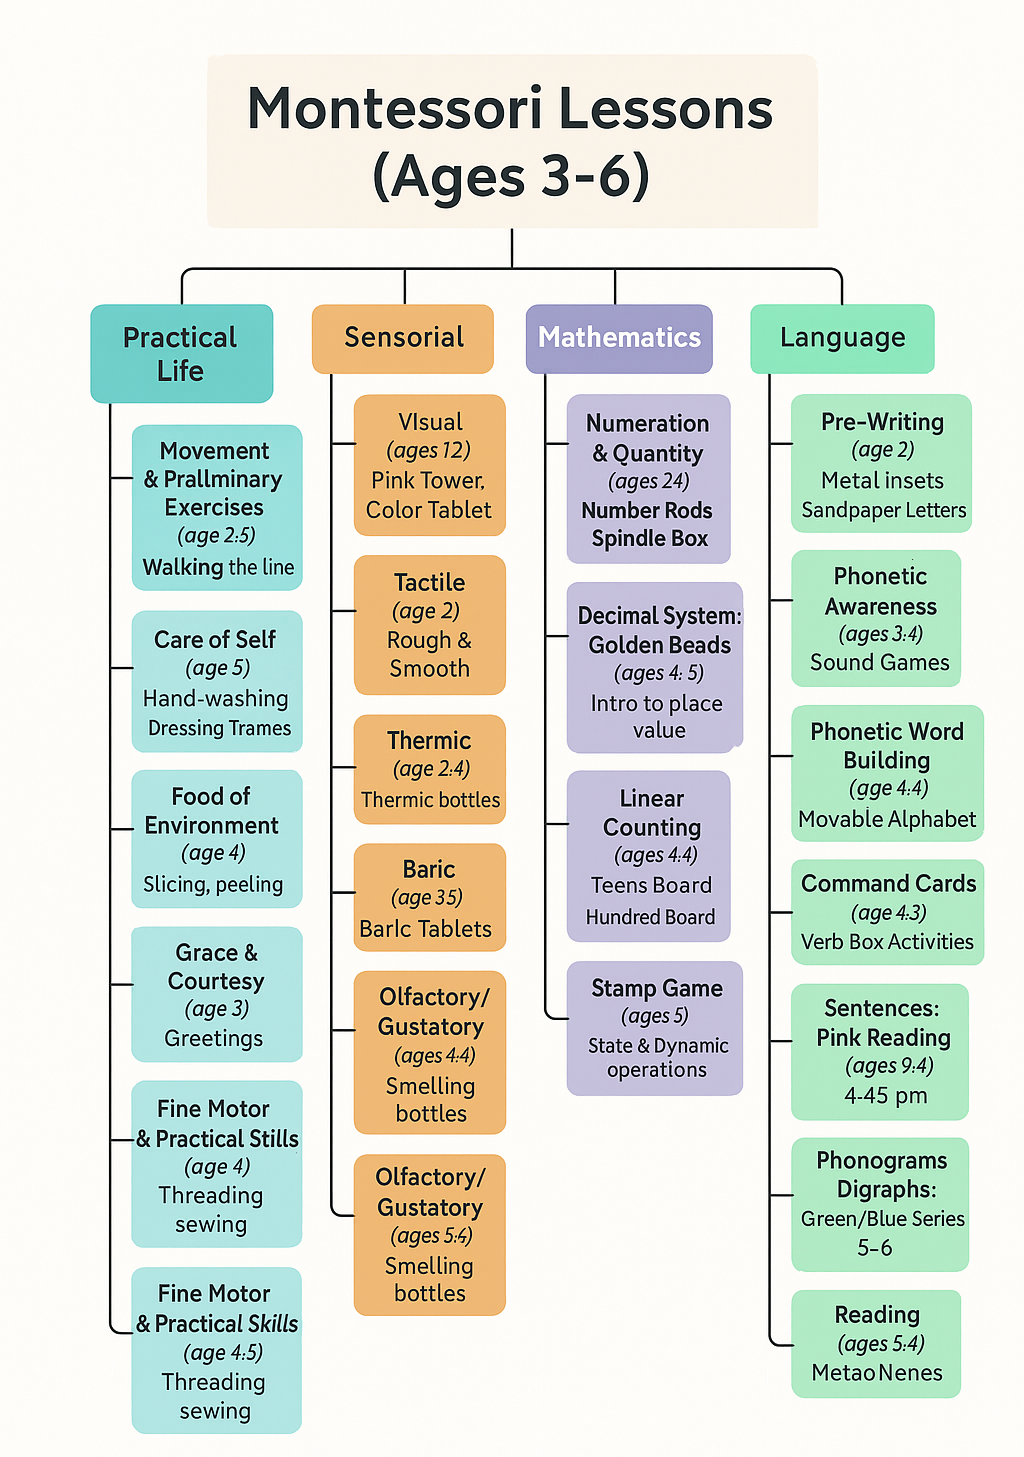 Montessori Lessons
(Ages 3-6)
Practical
Life
Movement
& Prallminary
Exercises
(age 2:5)
Walking the line
Care of Self
(age 5)
Hand-washing
Dressing Trames
Food of
Environment
(age 4)
Slicing, peeling
Grace &
Courtesy
(age 3)
Greetings
Fine Motor
& Practical Stills
(age 4)
Threading
sewing
Fine Motor
& Practical Skills
(age 4:5)
Threading
sewing
Sensorial
VIsual
(ages 12)
Pink Tower,
Color Tablet
Tactile
(age 2)
Rough &
Smooth
Thermic
(age 2:4)
Thermic bottles
Baric
(age 35)
Barlc Tablets
Olfactory/
Gustatory
(ages 4:4)
Smelling
bottles
Olfactory/
Gustatory
(ages 5:4)
Smelling
bottles
Mathematics
Numeration
& Quantity
(ages 24)
Number Rods
Spindle Box
Decimal System:
Golden Beads
(ages 4: 5)
Intro to place
value
Linear
Counting
(ages 4:4)
Teens Board
Hundred Board
Stamp Game
(ages 5)
State & Dynamic
operations
Language
Pre-Writing
(age 2)
Metal insets
Sandpaper Letters
Phonetic
Awareness
(ages 3:4)
Sound Games
Phonetic Word
Building
(gge 4:4)
Movable Alphabet
Command Cards
(age 4:3)
Verb Box Activities
Sentences:
Pink Reading
(ages 9:4)
4-45 pm
Phonograms
Digraphs:
Green/Blue Series
5-6
Reading
(ages 5:4)
Metao Nenes